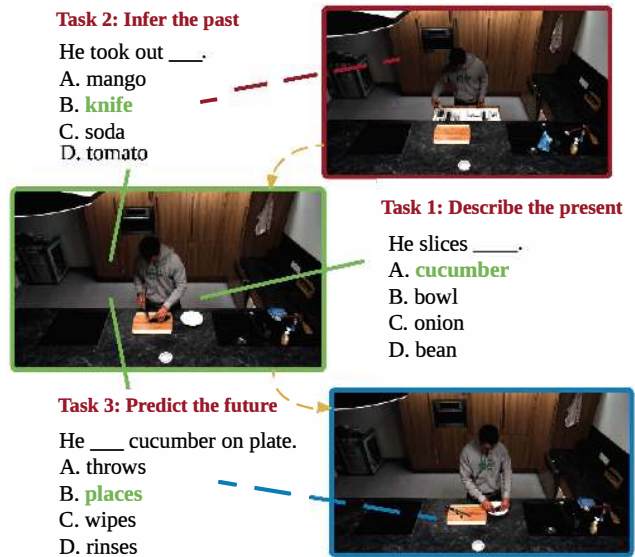 Task 2: Infer the past
He took out ___.
A. mango
B. knife
C. soda
D. tomato
Task 1: Describe the present
He slices ____.
A. cucumber
B. bowl
C. onion
D. bean
Task 3: Predict the future
He ___ cucumber on plate.
A. throws
B. places
C. wipes
D. rinses